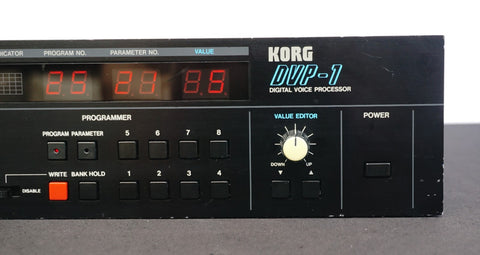 ICATOR PROGRAM NO. PARAMETER NO. VALUE
25 21 9
KORG
DVP-1
DIGITAL VOICE PROCESSOR
PROGRAMMER
PROGRAM PARAMETER 5 6 7 8
WRITE BANK HOLD 1 2 3 4
DISABLE
VALUE EDITOR
DOWN UP
POWER